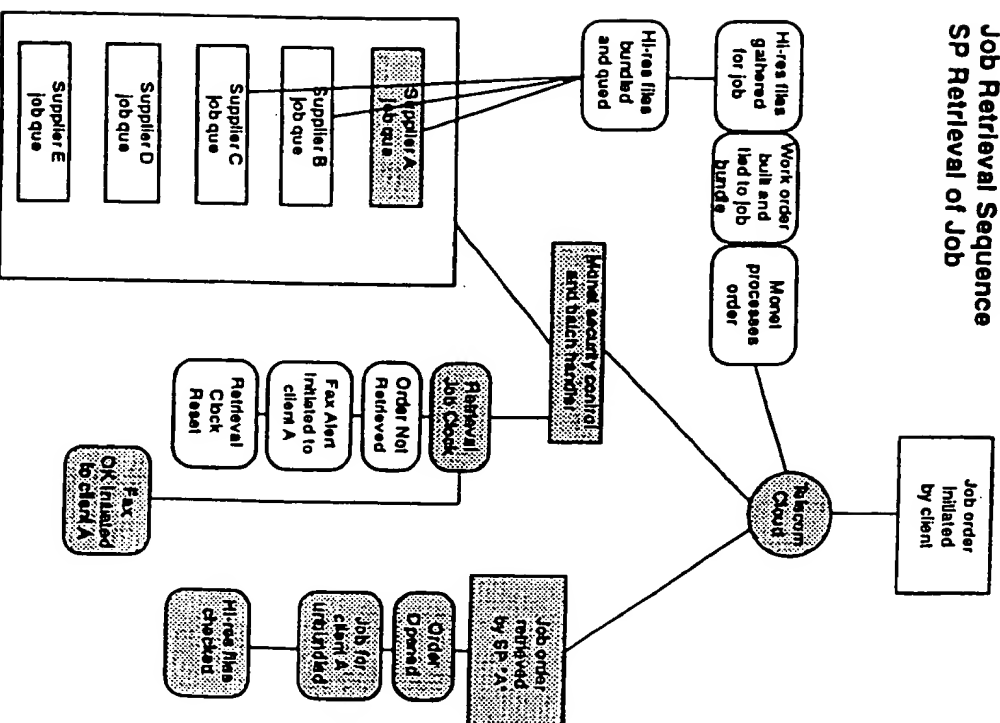 Job Retrieval Sequence
SP Retrieval of Job
Job order
Initiated
by client
Telecom
Cloud
Hi-res files
gathered
for job
Work order
built and
tied to job
bundle
Monet
processes
order
Hi-res files
bundled
and qued
Monet security control
and batch handler
Job order
retrieved
by SP "A"
Supplier A
job que
Supplier B
job que
Supplier C
job que
Supplier D
job que
Supplier E
job que
Retrieval
Job Clock
Order Not
Retrieved
Fax Alert
Initiated to
client A
Retrieval
Clock
Reset
Fax
OK Initiated
to client A
Order
Opened
Job for
client A
unbundled
Hi-res files
checked